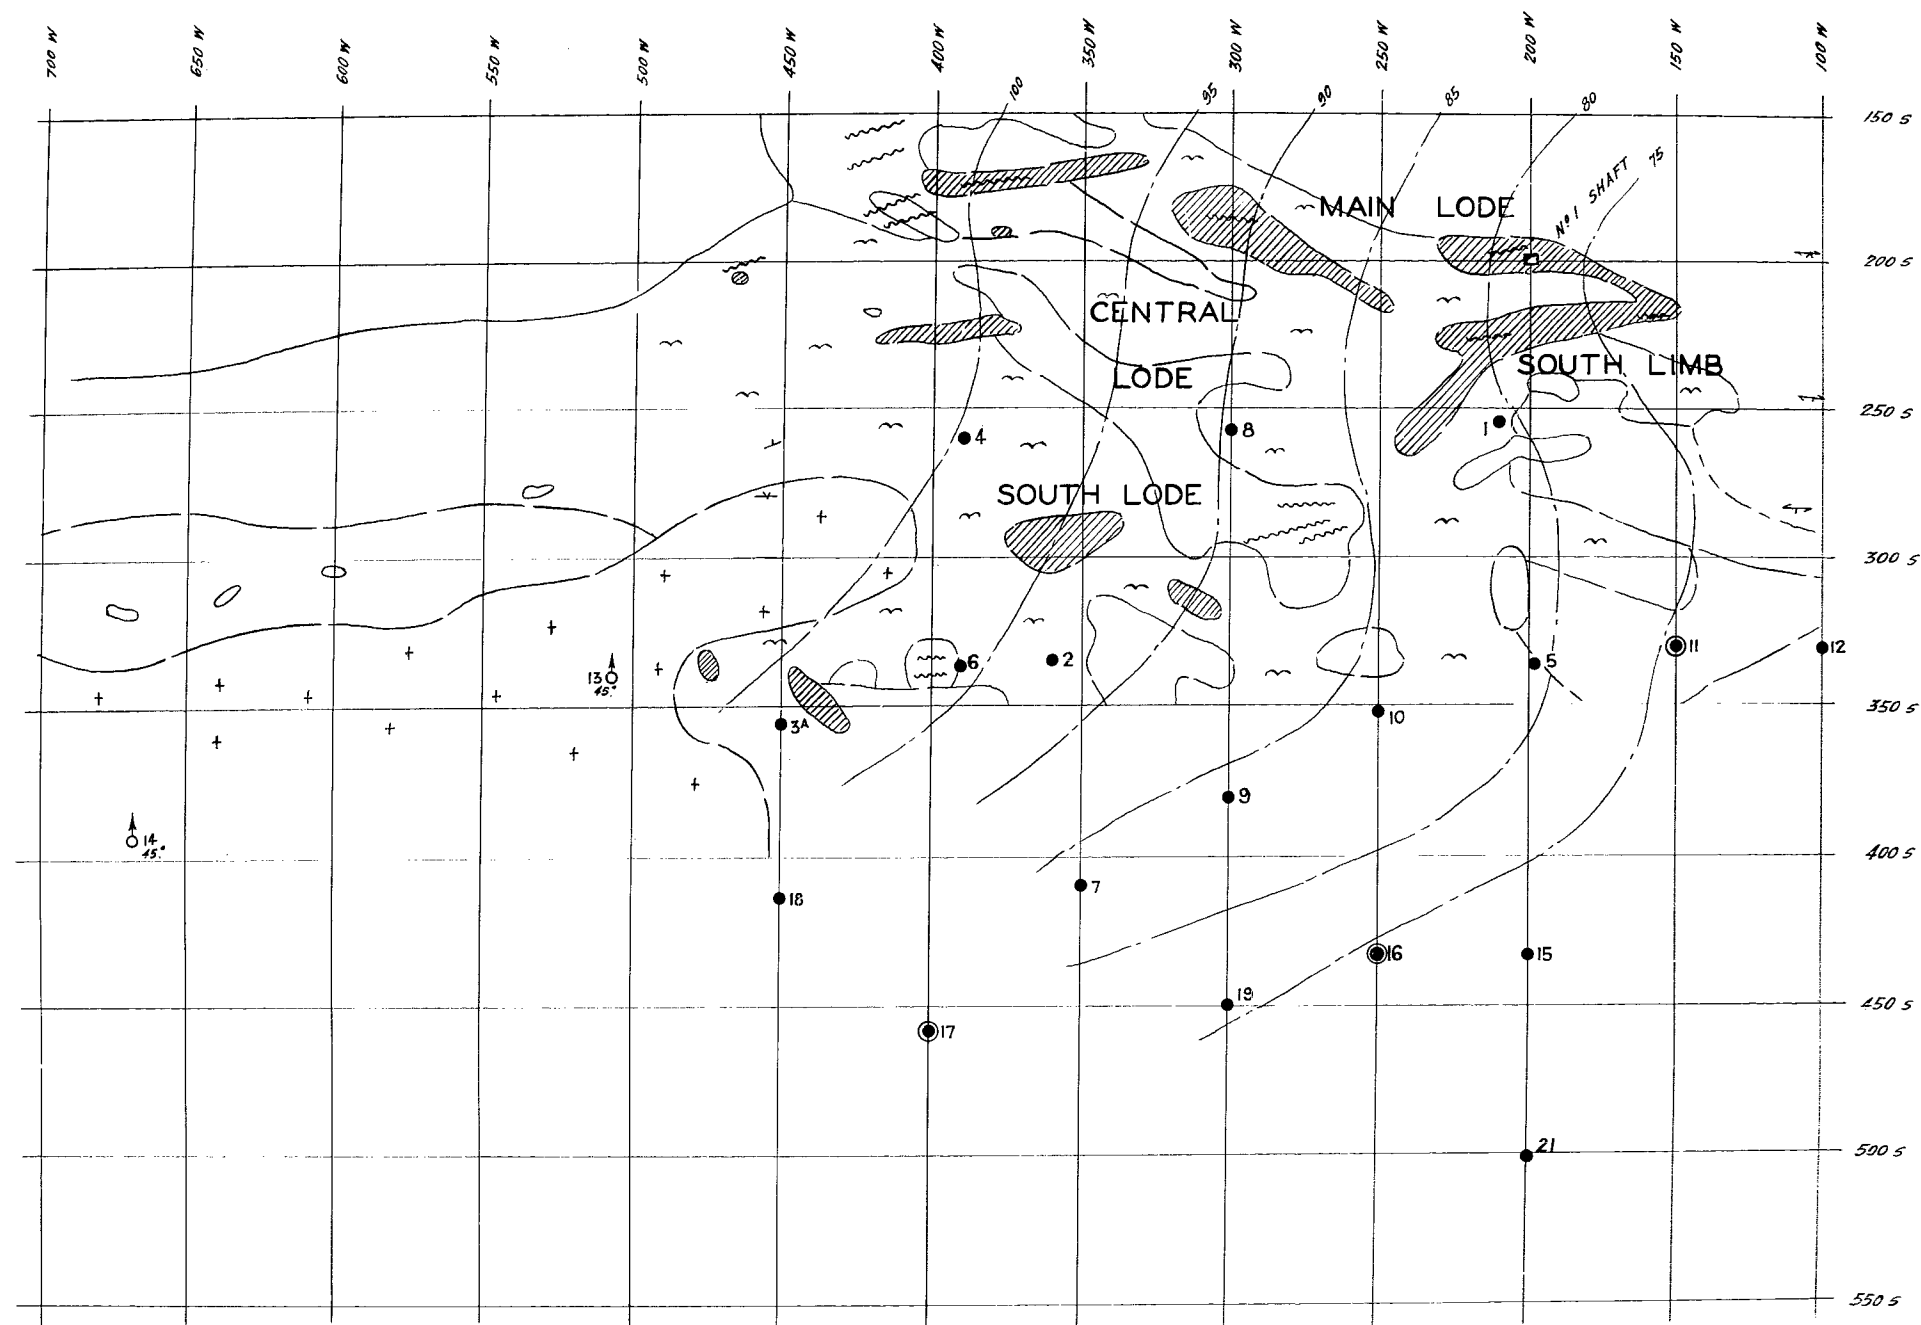 700 W
650 W
600 W
550 W
500 W
450 W
400 W
350 W
300 W
250 W
200 W
150 W
100 W
100
95
90
85
80
150 S
Nº 1 SHAFT 75
MAIN LODE
200 S
CENTRAL
LODE
SOUTH LIMB
250 S
4
8
1
SOUTH LODE
300 S
13
45°
6
2
5
11
12
3A
10
350 S
9
14
45°
400 S
7
18
16
15
19
450 S
17
21
500 S
550 S